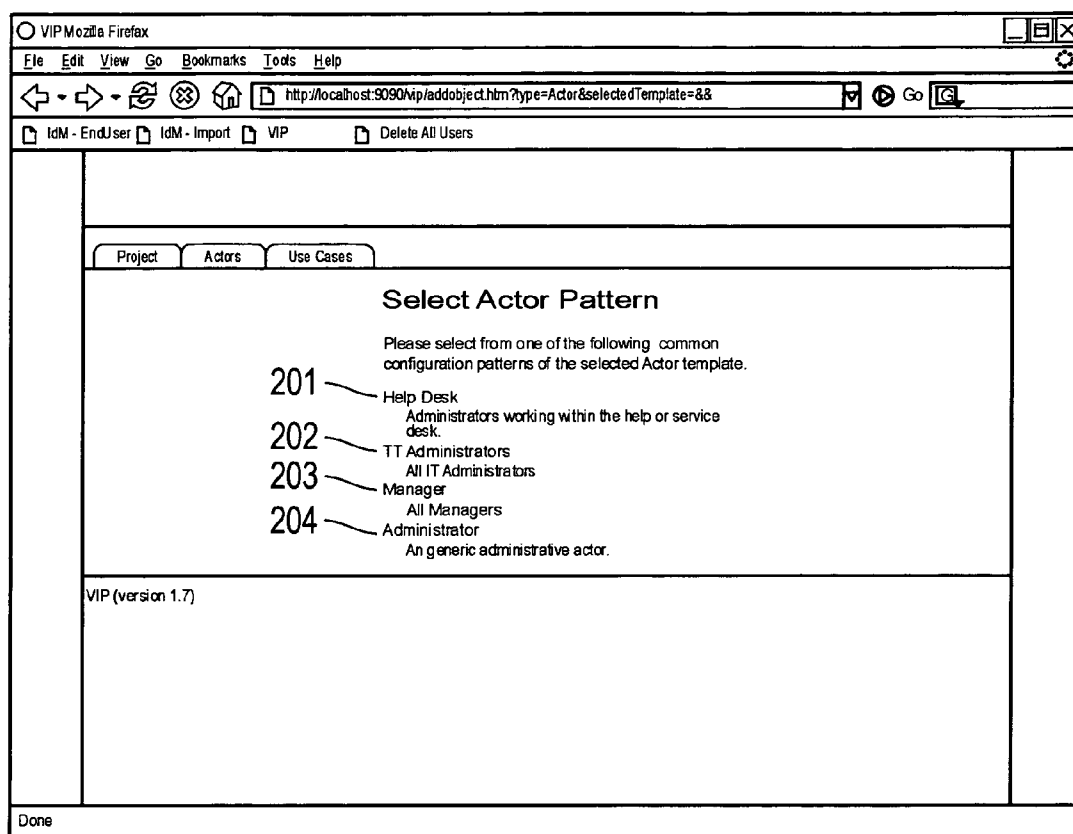 VIP Mozilla Firefox
File Edit View Go Bookmarks Tools Help
http://localhost:9090/vip/addobject.htm?type=Actor&selectedTemplate=&& Go G
IdM - EndUser IdM - Import VIP Delete All Users
Project Actors Use Cases
Select Actor Pattern
Please select from one of the following common
configuration patterns of the selected Actor template.
201
Help Desk
Administrators working within the help or service
desk.
202
TT Administrators
All IT Administrators
203
Manager
All Managers
204
Administrator
An generic administrative actor.
VIP (version 1.7)
Done